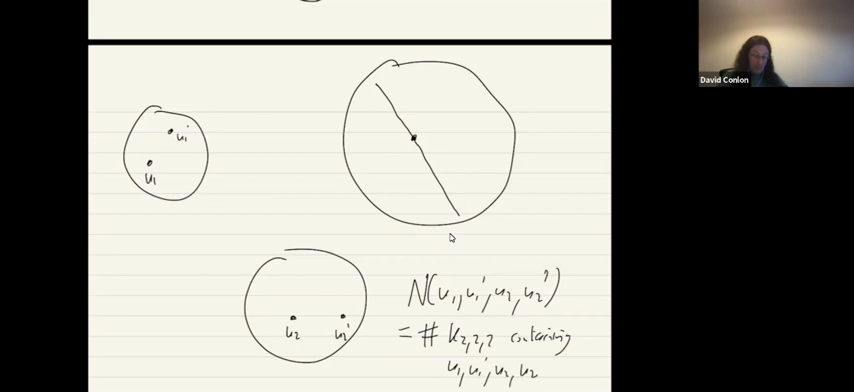 David Conlon
u₁'
u₁
u₂ u₂'
N(u₁, u₁', u₂, u₂')
= # K₂,₂,₂ containing
u₁, u₁', u₂, u₂